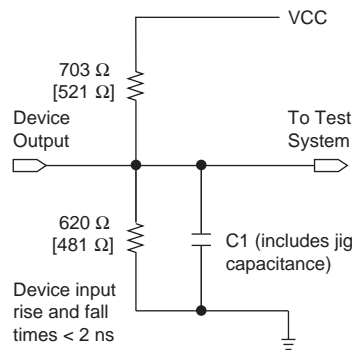 VCC
703 Ω
[521 Ω]
Device
Output
To Test
System
620 Ω
[481 Ω]
C1 (includes jig
capacitance)
Device input
rise and fall
times < 2 ns